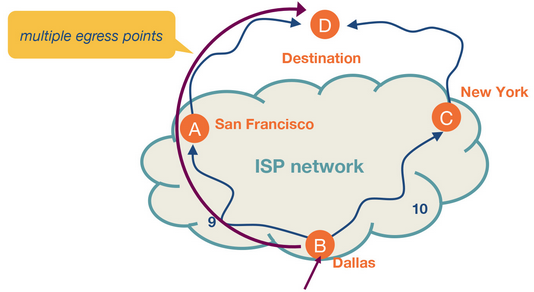 multiple egress points
D
Destination
New York
A
San Francisco
C
ISP network
9
10
B
Dallas